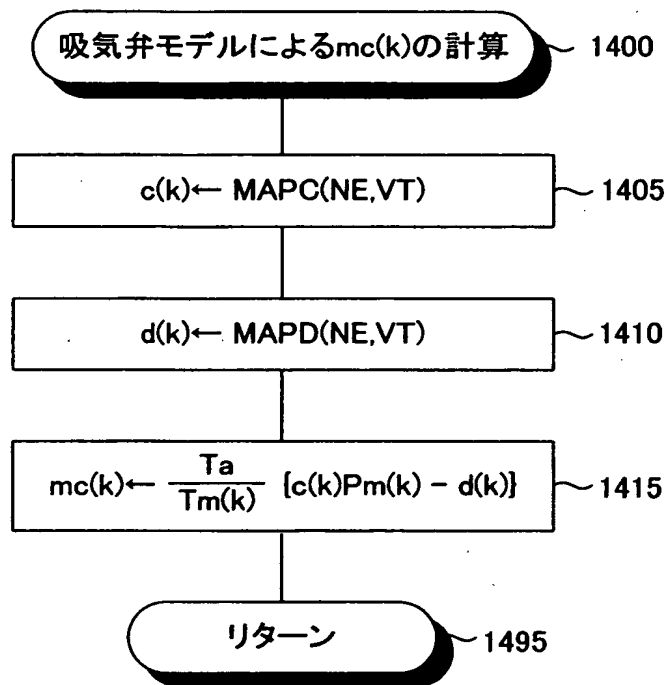 吸気弁モデルによるmc(k)の計算 1400
c(k)← MAPC(NE,VT) 1405
d(k)← MAPD(NE,VT) 1410
mc(k)← Ta/Tm(k) {c(k)Pm(k) - d(k)} 1415
リターン 1495